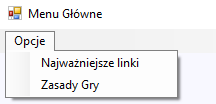 Menu Główne
Opcje
Najważniejsze linki
Zasady Gry